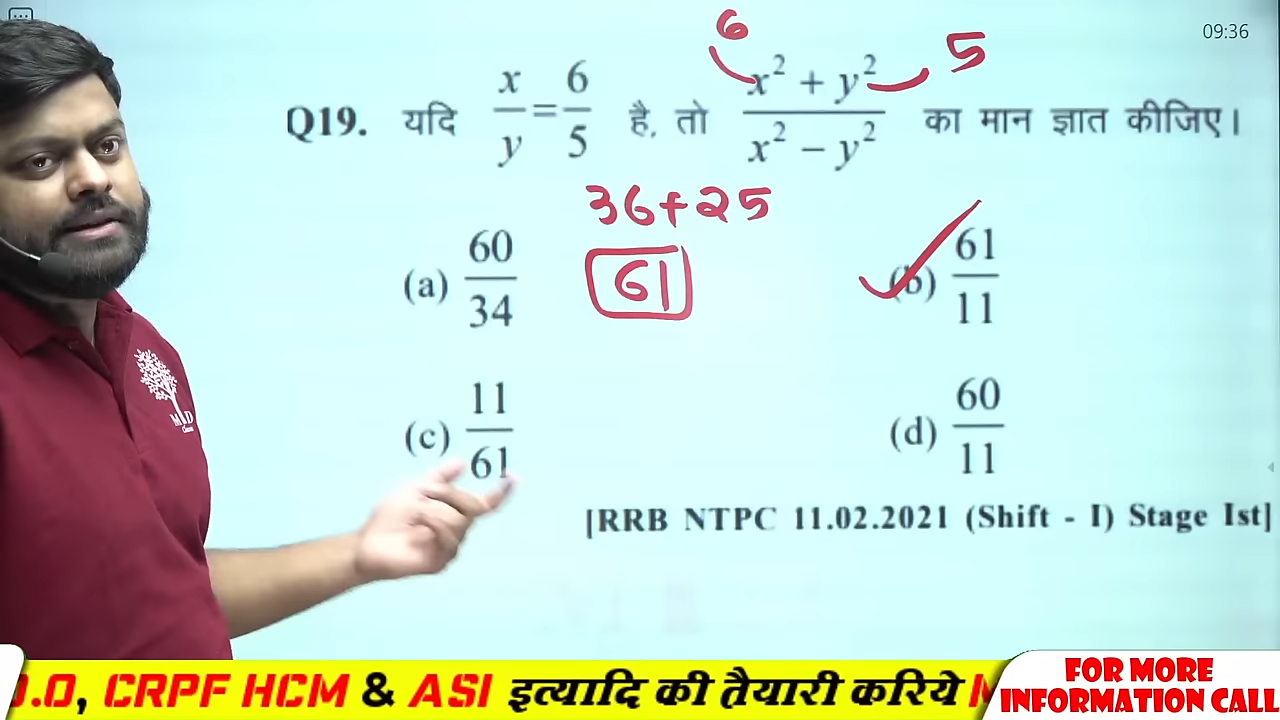 09:36
6
5
Q19. यदि x/y = 6/5 है, तो (x² + y²)/(x² − y²) का मान ज्ञात कीजिए।
36+25
61
(a) 60/34
(b) 61/11
(c) 11/61
(d) 60/11
[RRB NTPC 11.02.2021 (Shift - I) Stage Ist]
.O, CRPF HCM & ASI इत्यादि की तैयारी करिये
FOR MORE
INFORMATION CALL